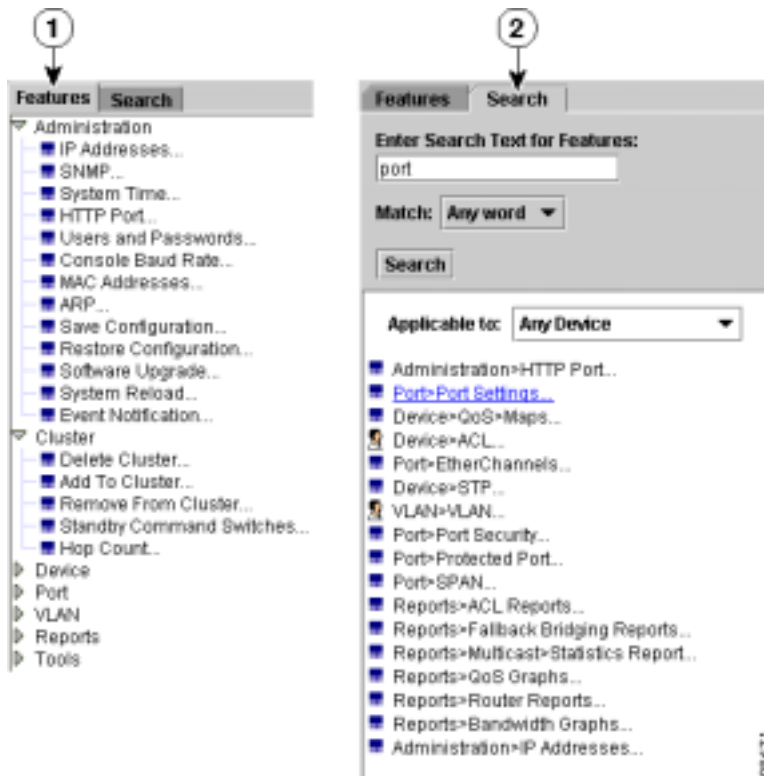 1
Features Search
Administration
IP Addresses...
SNMP...
System Time...
HTTP Port...
Users and Passwords...
Console Baud Rate...
MAC Addresses...
ARP...
Save Configuration...
Restore Configuration...
Software Upgrade...
System Reload...
Event Notification...
Cluster
Delete Cluster...
Add To Cluster...
Remove From Cluster...
Standby Command Switches...
Hop Count...
Device
Port
VLAN
Reports
Tools
2
Features Search
Enter Search Text for Features:
port
Match: Any word
Search
Applicable to: Any Device
Administration>HTTP Port...
Port>Port Settings...
Device>QoS>Maps...
Device>ACL...
Port>EtherChannels...
Device>STP...
VLAN>VLAN...
Port>Port Security...
Port>Protected Port...
Port>SPAN...
Reports>ACL Reports...
Reports>Fallback Bridging Reports...
Reports>Multicast>Statistics Report...
Reports>QoS Graphs...
Reports>Router Reports...
Reports>Bandwidth Graphs...
Administration>IP Addresses...